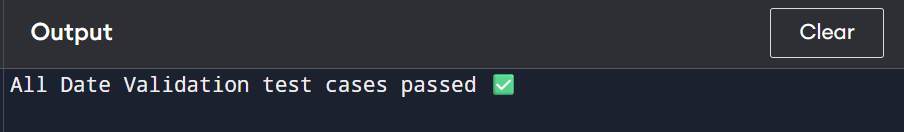 Output
Clear
All Date Validation test cases passed ✅